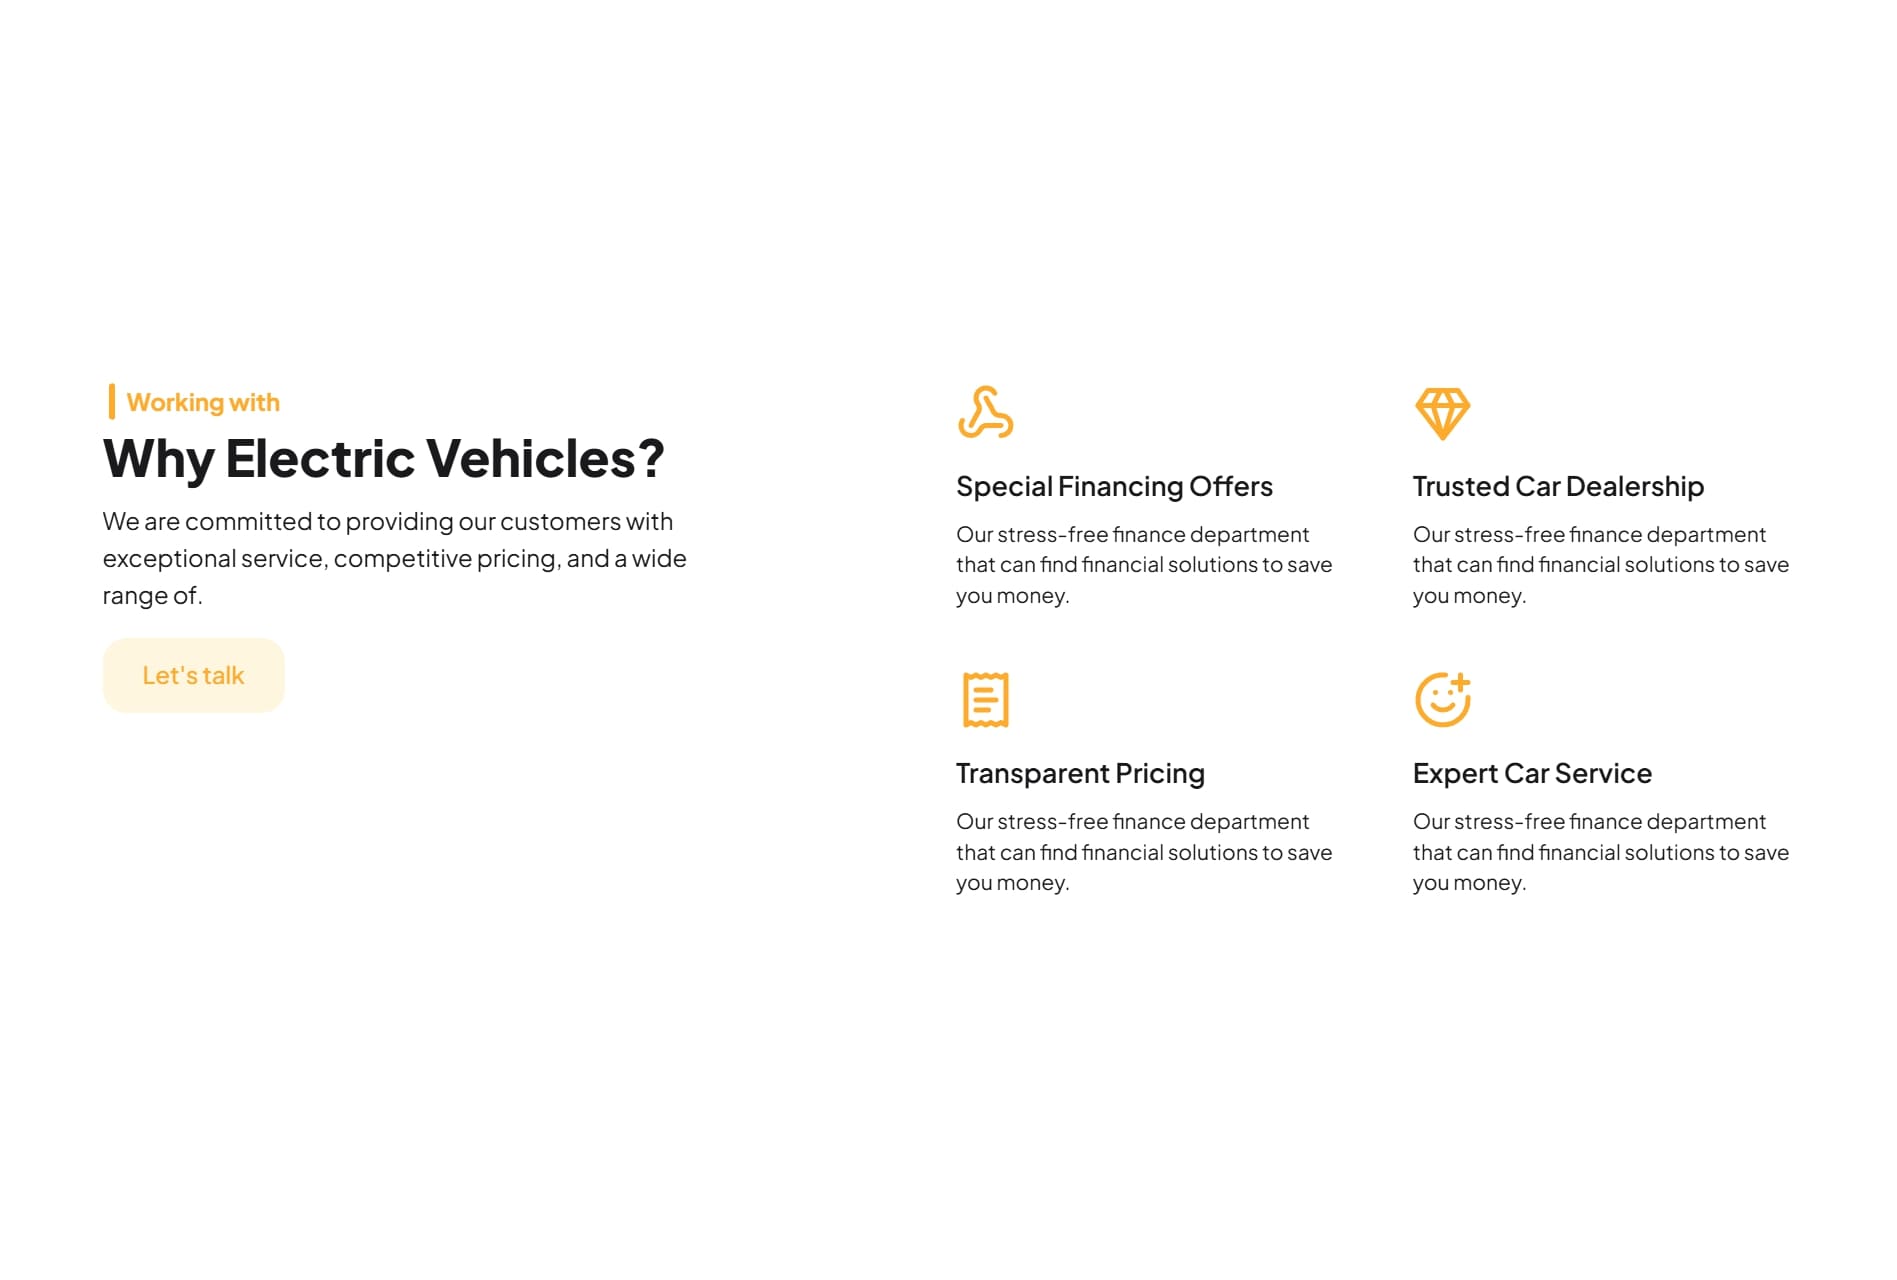 Working with
Why Electric Vehicles?
We are committed to providing our customers with
exceptional service, competitive pricing, and a wide
range of.
Let's talk
Special Financing Offers
Our stress-free finance department
that can find financial solutions to save
you money.
Trusted Car Dealership
Our stress-free finance department
that can find financial solutions to save
you money.
Transparent Pricing
Our stress-free finance department
that can find financial solutions to save
you money.
Expert Car Service
Our stress-free finance department
that can find financial solutions to save
you money.